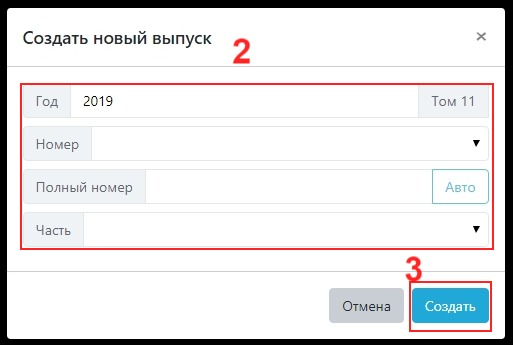 Создать новый выпуск ×
2
Год 2019 Том 11
Номер
Полный номер Авто
Часть
3
Отмена Создать